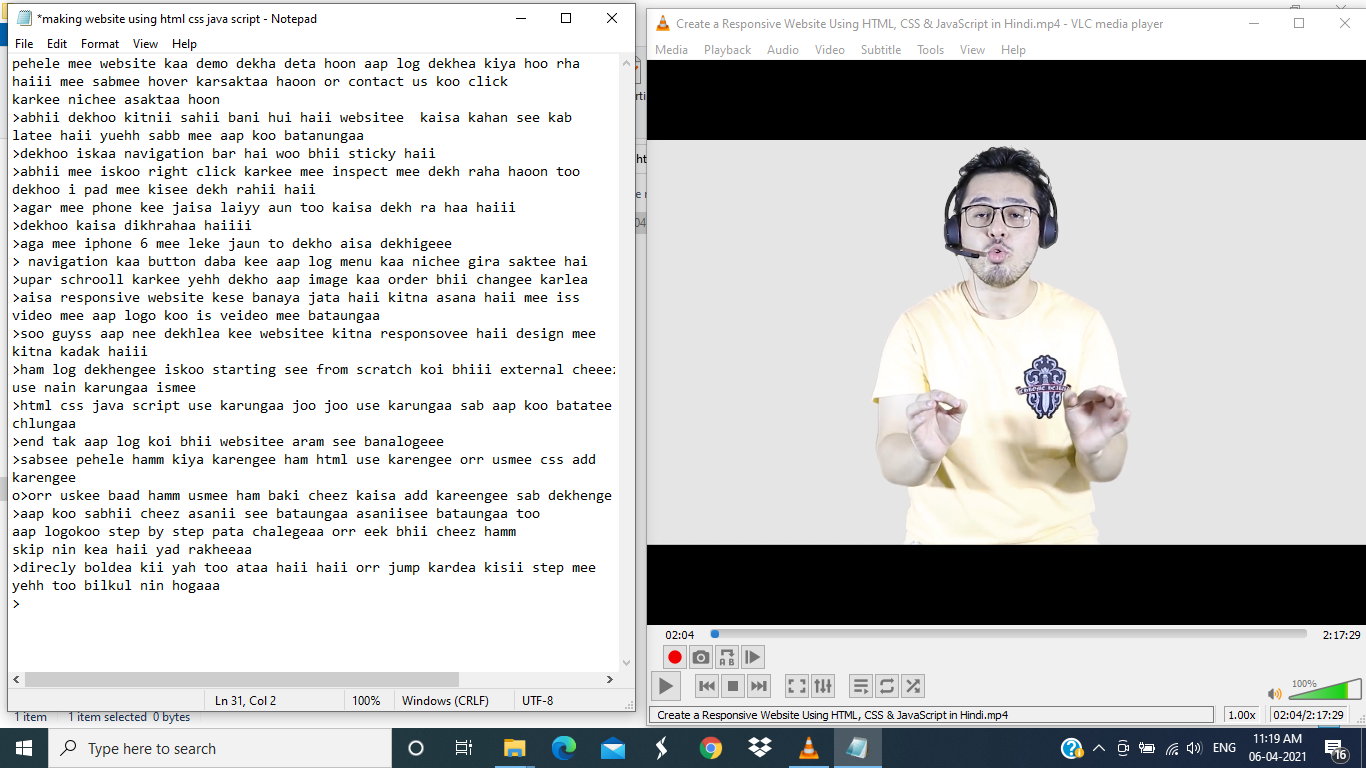 *making website using html css java script - Notepad
File Edit Format View Help
pehele mee website kaa demo dekha deta hoon aap log dekhea kiya hoo rha
haiii mee sabmee hover karsaktaa haoon or contact us koo click
karkee nichee asaktaa hoon
>abhii dekhoo kitnii sahii bani hui haii websitee  kaisa kahan see kab
latee haii yuehh sabb mee aap koo batanungaa
>dekhoo iskaa navigation bar hai woo bhii sticky haii
>abhii mee iskoo right click karkee mee inspect mee dekh raha haoon too
dekhoo i pad mee kisee dekh rahii haii
>agar mee phone kee jaisa laiyy aun too kaisa dekh ra haa haiii
>dekhoo kaisa dikhrahaa haiiii
>aga mee iphone 6 mee leke jaun to dekho aisa dekhigeee
> navigation kaa button daba kee aap log menu kaa nichee gira saktee hai
>upar schrooll karkee yehh dekho aap image kaa order bhii changee karlea
>aisa responsive website kese banaya jata haii kitna asana haii mee iss
video mee aap logo koo is veideo mee bataungaa
>soo guyss aap nee dekhlea kee websitee kitna responsovee haii design mee
kitna kadak haiii
>ham log dekhengee iskoo starting see from scratch koi bhiii external cheeez
use nain karungaa ismee
>html css java script use karungaa joo joo use karungaa sab aap koo batatee
chlungaa
>end tak aap log koi bhii websitee aram see banalogeee
>sabsee pehele hamm kiya karengee ham html use karengee orr usmee css add
karengee
o>orr uskee baad hamm usmee ham baki cheez kaisa add kareengee sab dekhenge
>aap koo sabhii cheez asanii see bataungaa asaniisee bataungaa too
aap logokoo step by step pata chalegeaa orr eek bhii cheez hamm
skip nin kea haii yad rakheeaa
>direcly boldea kii yah too ataa haii haii orr jump kardea kisii step mee
yehh too bilkul nin hogaaa
>
Ln 31, Col 2 100% Windows (CRLF) UTF-8
1 item 1 item selected 0 bytes
Create a Responsive Website Using HTML, CSS & JavaScript in Hindi.mp4 - VLC media player
Media Playback Audio Video Subtitle Tools View Help
02:04 2:17:29
A B
100%
Create a Responsive Website Using HTML, CSS & JavaScript in Hindi.mp4 1.00x 02:04/2:17:29
Type here to search
ENG
11:19 AM
06-04-2021
16